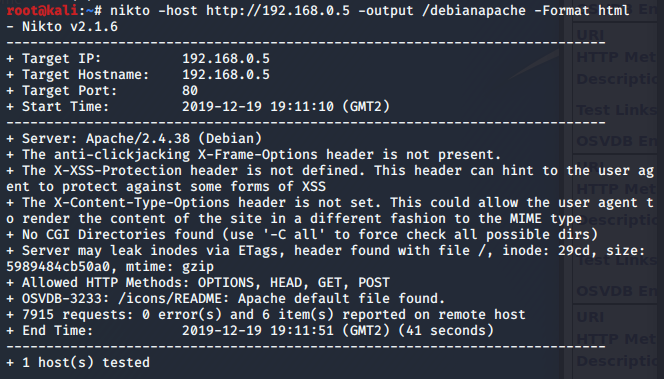 root@kali:~# nikto -host http://192.168.0.5 -output /debianapache -Format html
- Nikto v2.1.6
---------------------------------------------------------------------------
+ Target IP:          192.168.0.5
+ Target Hostname:    192.168.0.5
+ Target Port:        80
+ Start Time:         2019-12-19 19:11:10 (GMT2)
---------------------------------------------------------------------------
+ Server: Apache/2.4.38 (Debian)
+ The anti-clickjacking X-Frame-Options header is not present.
+ The X-XSS-Protection header is not defined. This header can hint to the user ag
ent to protect against some forms of XSS
+ The X-Content-Type-Options header is not set. This could allow the user agent t
o render the content of the site in a different fashion to the MIME type
+ No CGI Directories found (use '-C all' to force check all possible dirs)
+ Server may leak inodes via ETags, header found with file /, inode: 29cd, size:
5989484cb50a0, mtime: gzip
+ Allowed HTTP Methods: OPTIONS, HEAD, GET, POST
+ OSVDB-3233: /icons/README: Apache default file found.
+ 7915 requests: 0 error(s) and 6 item(s) reported on remote host
+ End Time:           2019-12-19 19:11:51 (GMT2) (41 seconds)
---------------------------------------------------------------------------
+ 1 host(s) tested
OSVDB En
URI
HTTP Met
Descriptio
Test Links
OSVDB En
HTTP Met
Descriptio
Test Links
OSVDB En
URI
HTTP Met
Descriptio